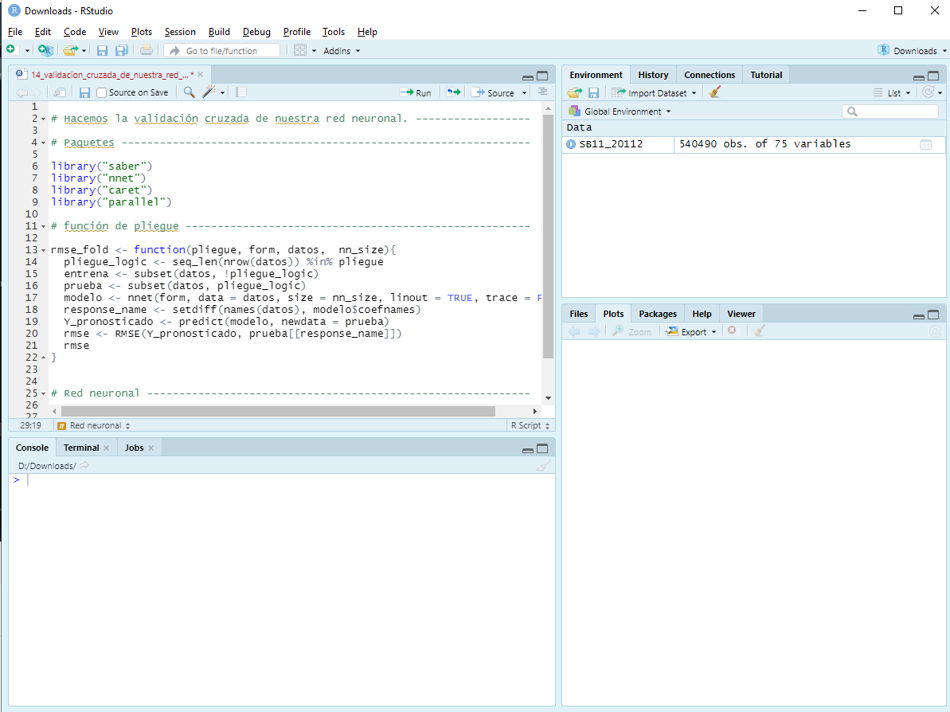 Downloads - RStudio
File Edit Code View Plots Session Build Debug Profile Tools Help
Go to file/function Addins Downloads
14_validacion_cruzada_de_nuestra_red_...*
Source on Save Run Source
1
2 # Hacemos la validación cruzada de nuestra red neuronal. ------------------
3
4 # Paquetes ----------------------------------------------------------------
5
6 library("saber")
7 library("nnet")
8 library("caret")
9 library("parallel")
10
11 # función de pliegue ------------------------------------------------------
12
13 rmse_fold <- function(pliegue, form, datos,  nn_size){
14   pliegue_logic <- seq_len(nrow(datos)) %in% pliegue
15   entrena <- subset(datos, !pliegue_logic)
16   prueba <- subset(datos, pliegue_logic)
17   modelo <- nnet(form, data = datos, size = nn_size, linout = TRUE, trace = F
18   response_name <- setdiff(names(datos), modelo$coefnames)
19   Y_pronosticado <- predict(modelo, newdata = prueba)
20   rmse <- RMSE(Y_pronosticado, prueba[[response_name]])
21   rmse
22 }
23
24
25 # Red neuronal ------------------------------------------------------------
26
27
29:19 # Red neuronal R Script
Console Terminal Jobs
D:/Downloads/
>
Environment History Connections Tutorial
Import Dataset List
Global Environment
Data
SB11_20112 540490 obs. of 75 variables
Files Plots Packages Help Viewer
Zoom Export